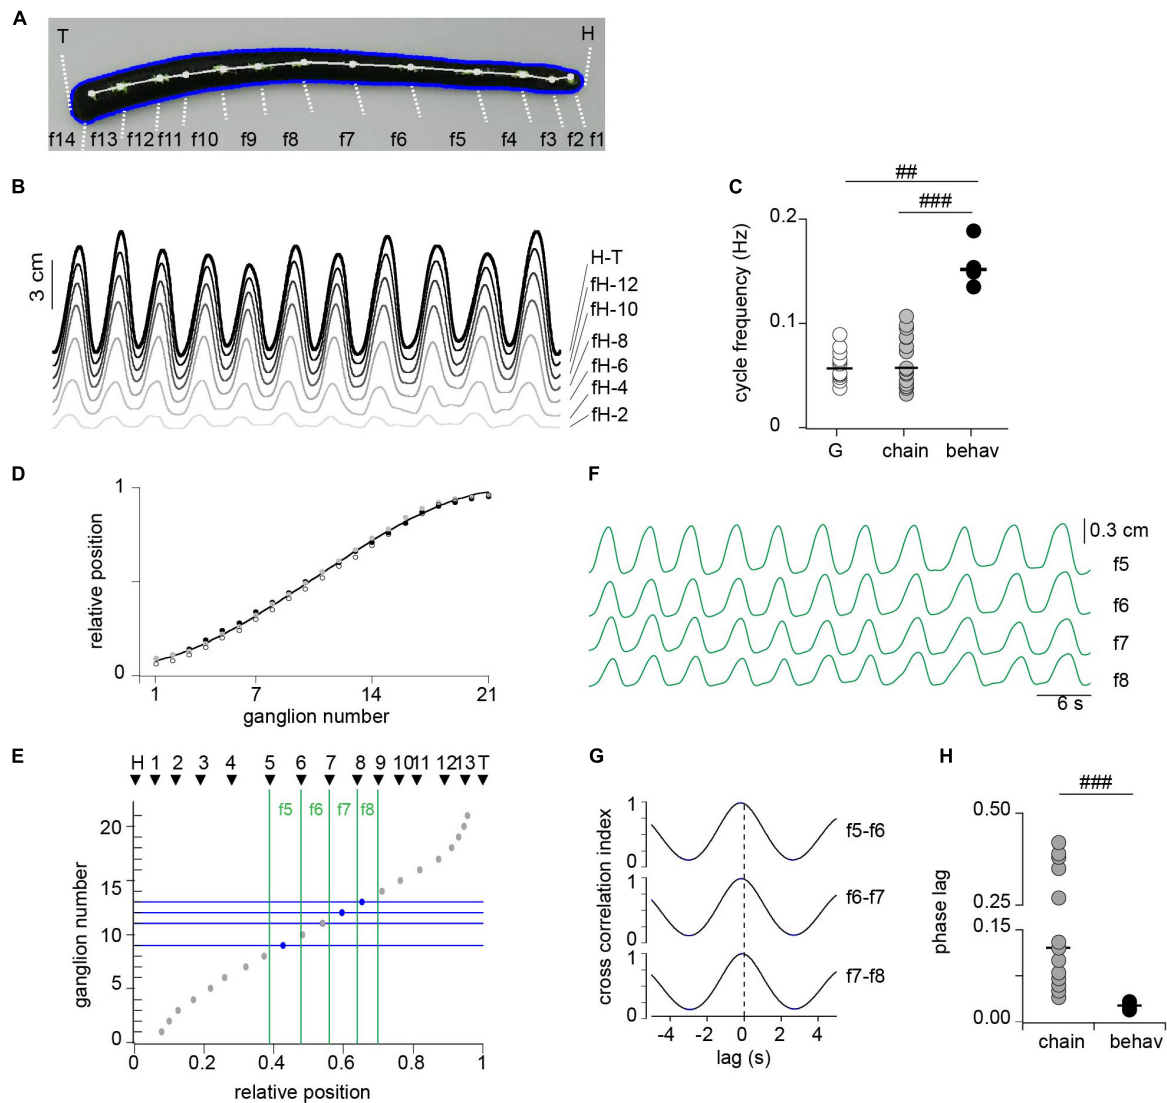 A
T H
f14 f13 f12 f11 f10 f9 f8 f7 f6 f5 f4 f3 f2 f1
B
3 cm
H-T
fH-12
fH-10
fH-8
fH-6
fH-4
fH-2
C
##
###
cycle frequency (Hz)
0.2
0.1
0
G chain behav
D
relative position
1
0
1 7 14 21
ganglion number
F
0.3 cm
f5
f6
f7
f8
6 s
E
H 1 2 3 4 5 6 7 8 9 10 11 12 13 T
f5 f6 f7 f8
ganglion number
20
15
10
5
0
0 0.2 0.4 0.6 0.8 1
relative position
G
cross correlation index
1
0
f5-f6
1
0
f6-f7
1
0
f7-f8
-4 -2 0 2 4
lag (s)
H
###
phase lag
0.50
0.25
0.15
0.00
chain behav